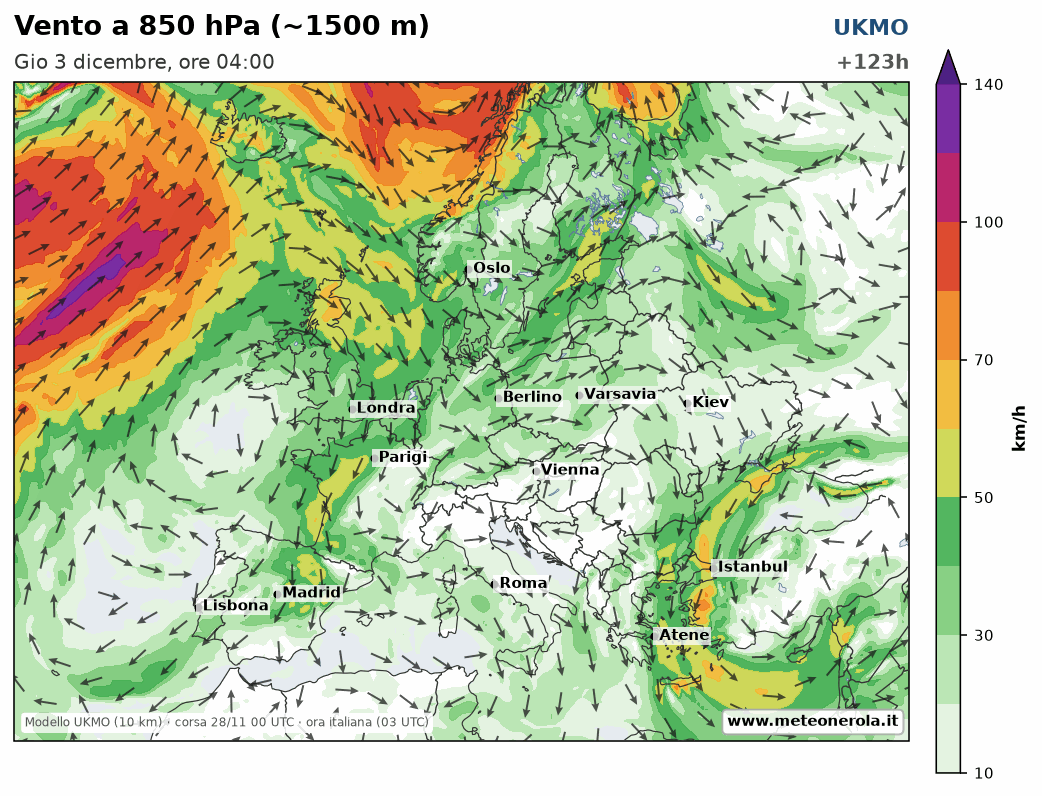 Vento a 850 hPa (~1500 m)
UKMO
Gio 3 dicembre, ore 04:00
+123h
140
100
70
50
30
10
km/h
Oslo
Berlino
Varsavia
Kiev
Londra
Parigi
Vienna
Istanbul
Roma
Madrid
Lisbona
Atene
Modello UKMO (10 km) · corsa 28/11 00 UTC · ora italiana (03 UTC)
www.meteonerola.it